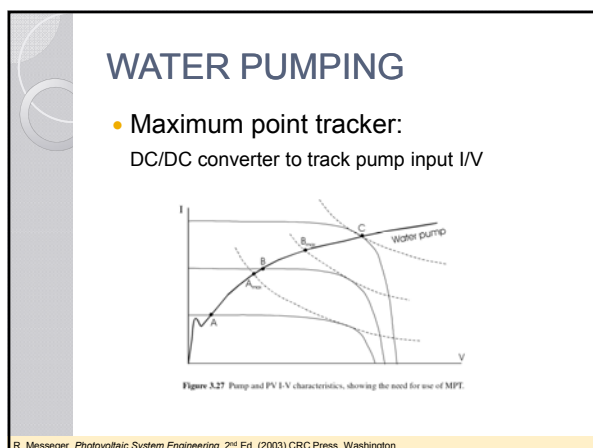 WATER PUMPING
• Maximum point tracker:
DC/DC converter to track pump input I/V
I
C
Water pump
Bmax
B
Amax
A
V
Figure 3.27 Pump and PV I-V characteristics, showing the need for use of MPT.
R. Messeger, Photovoltaic System Engineering, 2nd Ed. (2003) CRC Press, Washington